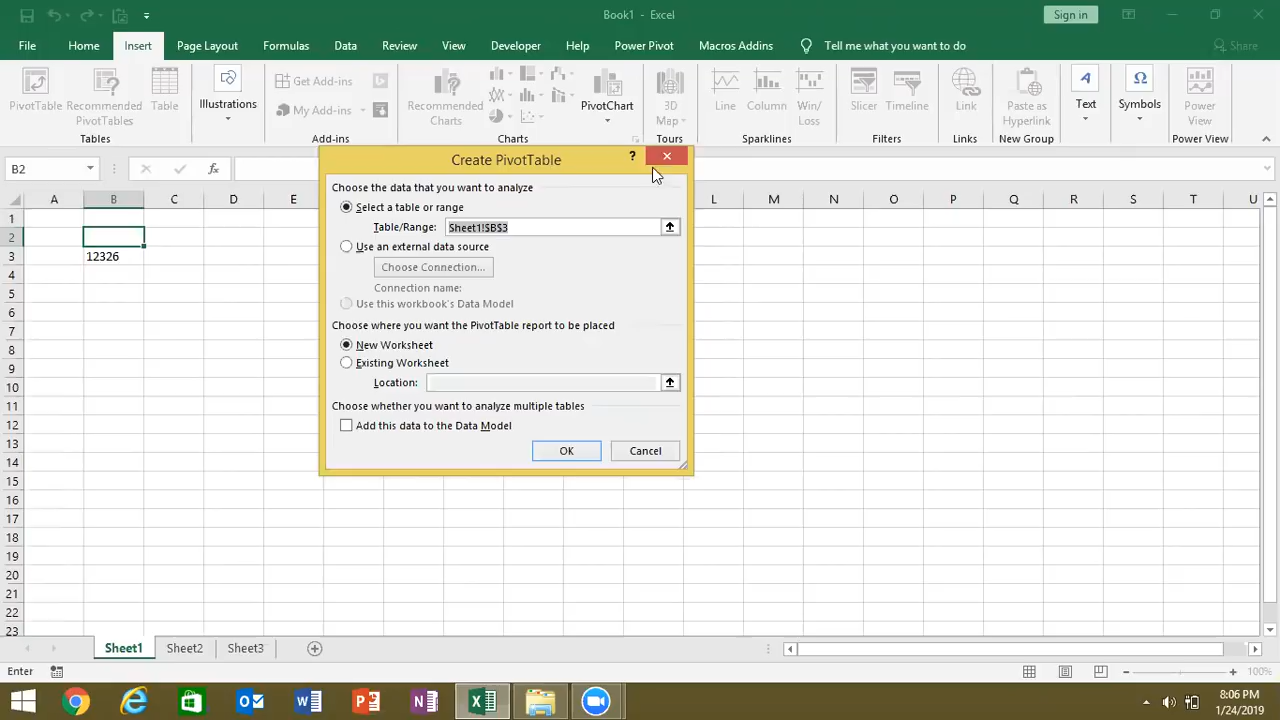 Book1 - Excel
Sign in
File Home Insert Page Layout Formulas Data Review View Developer Help Power Pivot Macros Addins Tell me what you want to do Share
PivotTable Recommended PivotTables Table
Tables
Illustrations
Get Add-ins
My Add-ins
Add-ins
Recommended Charts
PivotChart
Charts
3D Map
Tours
Line Column Win/ Loss
Sparklines
Slicer Timeline
Filters
Link
Links
Paste as Hyperlink
New Group
Text
Symbols
Power View
Power View
B2
fx
A B C D E L M N O P Q R S T U
1
2
3 12326
4
5
6
7
8
9
10
11
12
13
14
15
16
17
18
19
20
21
22
23
Create PivotTable ?
Choose the data that you want to analyze
Select a table or range
Table/Range: Sheet1!$B$3
Use an external data source
Choose Connection...
Connection name:
Use this workbook's Data Model
Choose where you want the PivotTable report to be placed
New Worksheet
Existing Worksheet
Location:
Choose whether you want to analyze multiple tables
Add this data to the Data Model
OK Cancel
Sheet1 Sheet2 Sheet3
Enter
100%
8:06 PM
1/24/2019